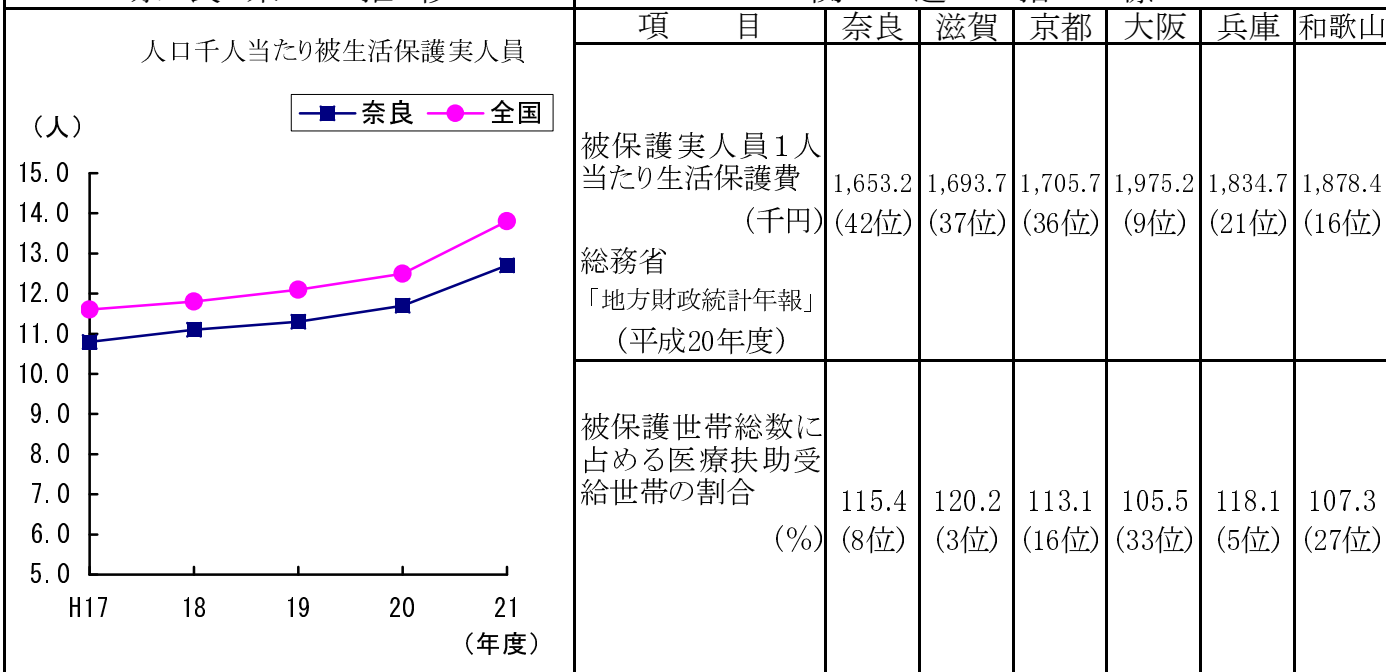 人口千人当たり被生活保護実人員
奈良 全国
(人)
15.0
14.0
13.0
12.0
11.0
10.0
9.0
8.0
7.0
6.0
5.0
H17 18 19 20 21
(年度)
項 目 奈良 滋賀 京都 大阪 兵庫 和歌山
被保護実人員1人
当たり生活保護費 1,653.2 1,693.7 1,705.7 1,975.2 1,834.7 1,878.4
(千円) (42位) (37位) (36位) (9位) (21位) (16位)
総務省
「地方財政統計年報」
(平成20年度)
被保護世帯総数に
占める医療扶助受
給世帯の割合 115.4 120.2 113.1 105.5 118.1 107.3
(%) (8位) (3位) (16位) (33位) (5位) (27位)